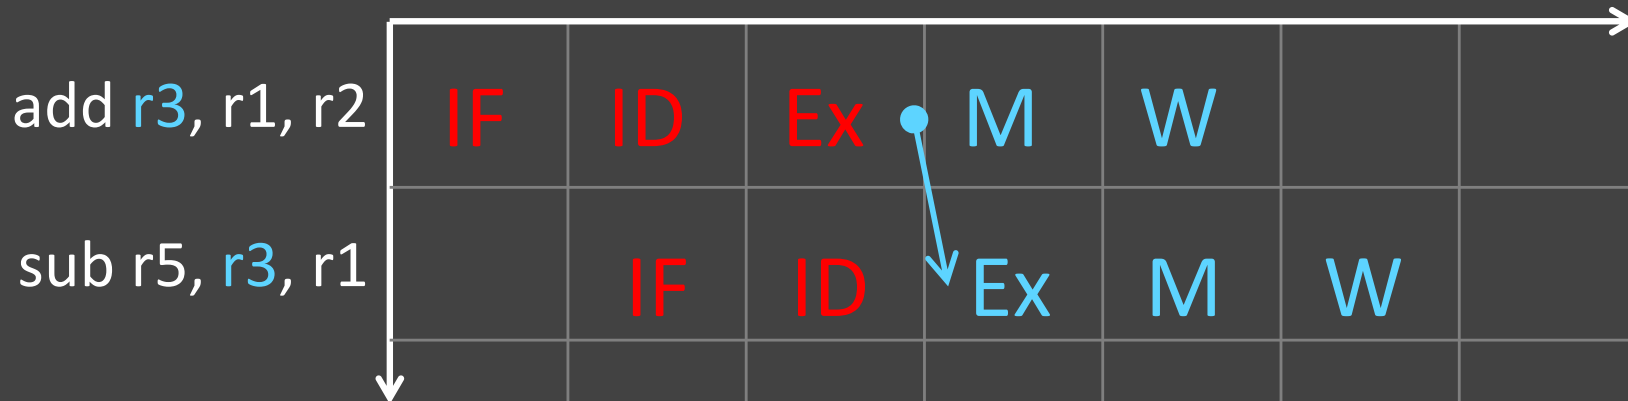 add r3, r1, r2 IF ID Ex M W
sub r5, r3, r1 IF ID Ex M W